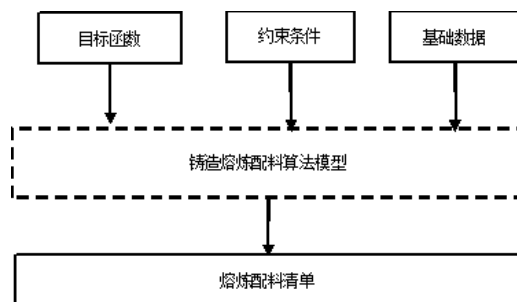 目标函数
约束条件
基础数据
铸造熔炼配料算法模型
熔炼配料清单